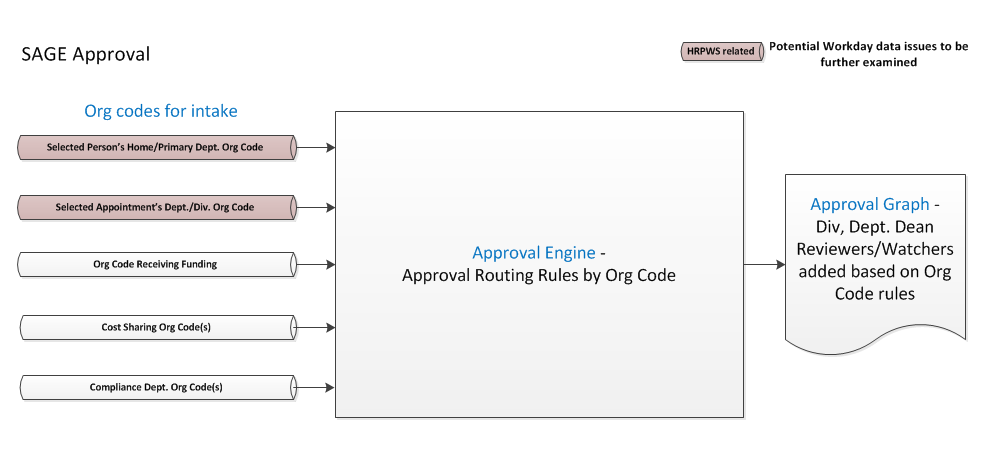 SAGE Approval
HRPWS related
Potential Workday data issues to be
further examined
Org codes for intake
Selected Person's Home/Primary Dept. Org Code
Selected Appointment's Dept./Div. Org Code
Org Code Receiving Funding
Cost Sharing Org Code(s)
Compliance Dept. Org Code(s)
Approval Engine -
Approval Routing Rules by Org Code
Approval Graph -
Div, Dept. Dean
Reviewers/Watchers
added based on Org
Code rules